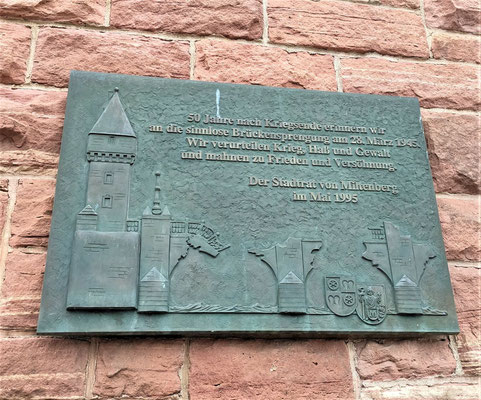 50 Jahre nach Kriegsende erinnern wir
an die sinnlose Brückensprengung am 28. März 1945.
Wir verurteilen Krieg, Haß und Gewalt
und mahnen zu Frieden und Versöhnung.
Der Stadtrat von Miltenberg
im Mai 1995